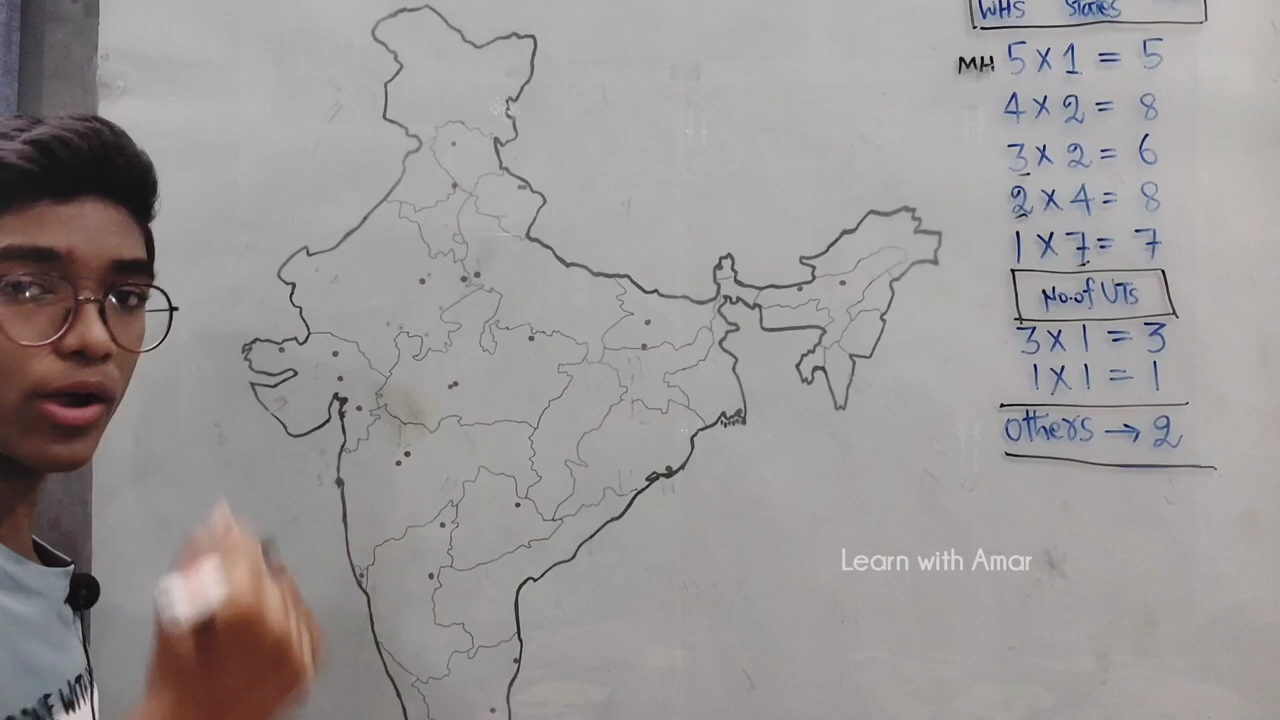 WHS States
MH 5 × 1 = 5
4 × 2 = 8
3 × 2 = 6
2 × 4 = 8
1 × 7 = 7
No. of UTs
3 × 1 = 3
1 × 1 = 1
Others → 2
Learn with Amar